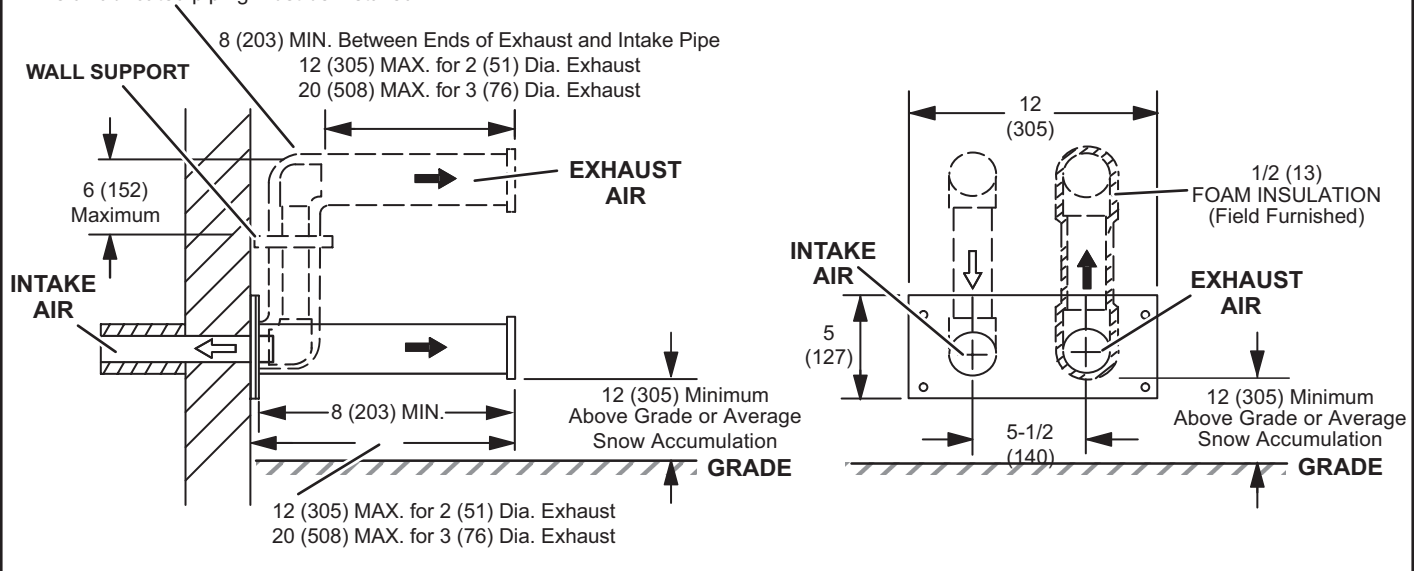 8 (203) MIN. Between Ends of Exhaust and Intake Pipe
12 (305) MAX. for 2 (51) Dia. Exhaust
20 (508) MAX. for 3 (76) Dia. Exhaust
WALL SUPPORT
6 (152)
Maximum
EXHAUST
AIR
INTAKE
AIR
8 (203) MIN.
12 (305) Minimum
Above Grade or Average
Snow Accumulation
GRADE
12 (305) MAX. for 2 (51) Dia. Exhaust
20 (508) MAX. for 3 (76) Dia. Exhaust
12
(305)
1/2 (13)
FOAM INSULATION
(Field Furnished)
INTAKE
AIR
EXHAUST
AIR
5
(127)
12 (305) Minimum
Above Grade or Average
Snow Accumulation
5-1/2
(140)
GRADE